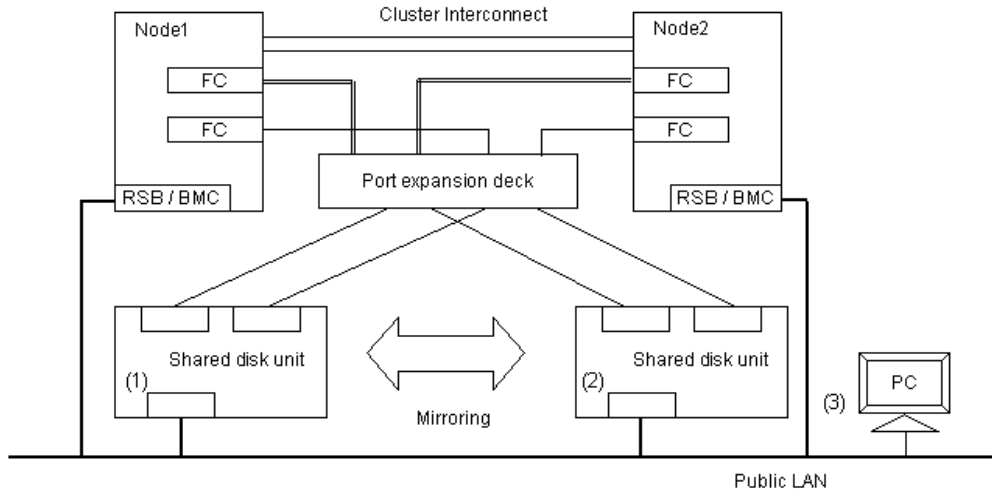 Cluster Interconnect
Node1
Node2
FC
FC
FC
FC
Port expansion deck
RSB / BMC
RSB / BMC
Shared disk unit
Shared disk unit
(1)
(2)
PC
(3)
Mirroring
Public LAN